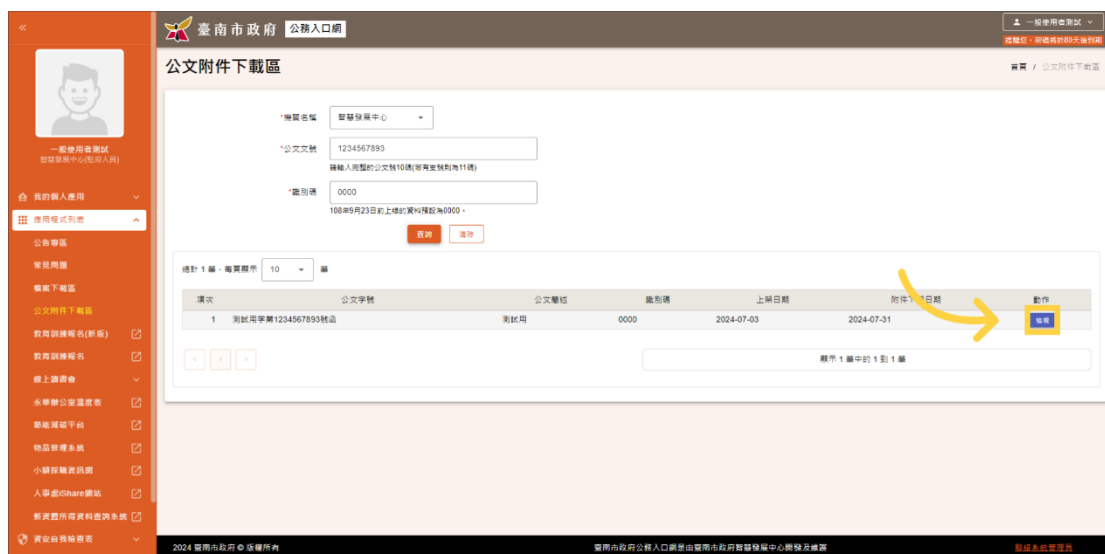 «
臺南市政府 公務入口網
一般使用者測試
提醒您，密碼將於60天後到期
一般使用者測試
智慧發展中心(駐府人員)
我的個人應用
應用程式列表
公告專區
常見問題
檔案下載區
公文附件下載區
教育訓練報名(新版)
教育訓練報名
線上讀書會
永華辦公室溫度表
節能減碳平台
物品管理系統
小額採購資訊網
人事處iShare網站
薪資暨所得資料查詢系統
資安自我檢查表
公文附件下載區
首頁 / 公文附件下載區
*機關名稱 智慧發展中心
*公文文號 1234567893
請輸入完整的公文號10碼(若有支號則為11碼)
*識別碼 0000
108年9月23日前上傳的資料預設為0000。
查詢 清除
總計 1 筆，每頁顯示 10 筆
項次 公文字號 公文簡述 識別碼 上架日期 附件下架日期 動作
1 測試用字第1234567893號函 測試用 0000 2024-07-03 2024-07-31 檢視
‹ 1 ›
顯示 1 筆中的 1 到 1 筆
2024 臺南市政府 © 版權所有 臺南市政府公務入口網是由臺南市政府智慧發展中心開發及維護 聯絡系統管理員